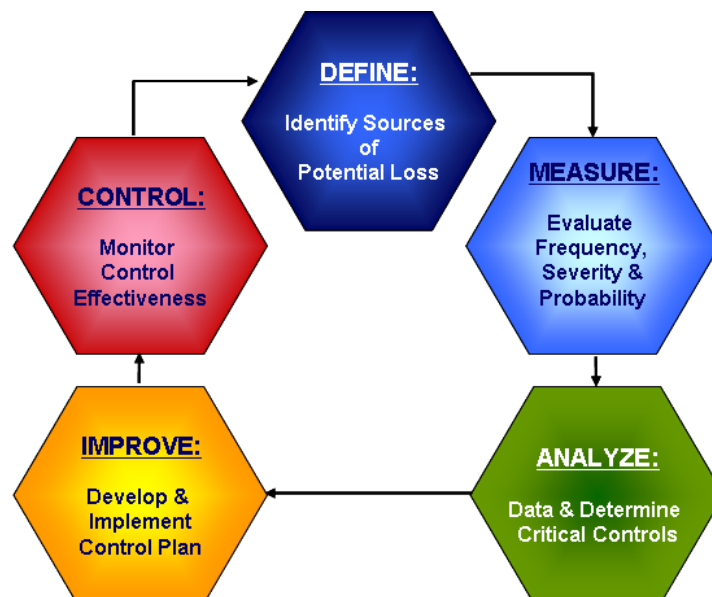 DEFINE:
Identify Sources
of
Potential Loss
MEASURE:
Evaluate
Frequency,
Severity &
Probability
ANALYZE:
Data & Determine
Critical Controls
IMPROVE:
Develop &
Implement
Control Plan
CONTROL:
Monitor
Control
Effectiveness